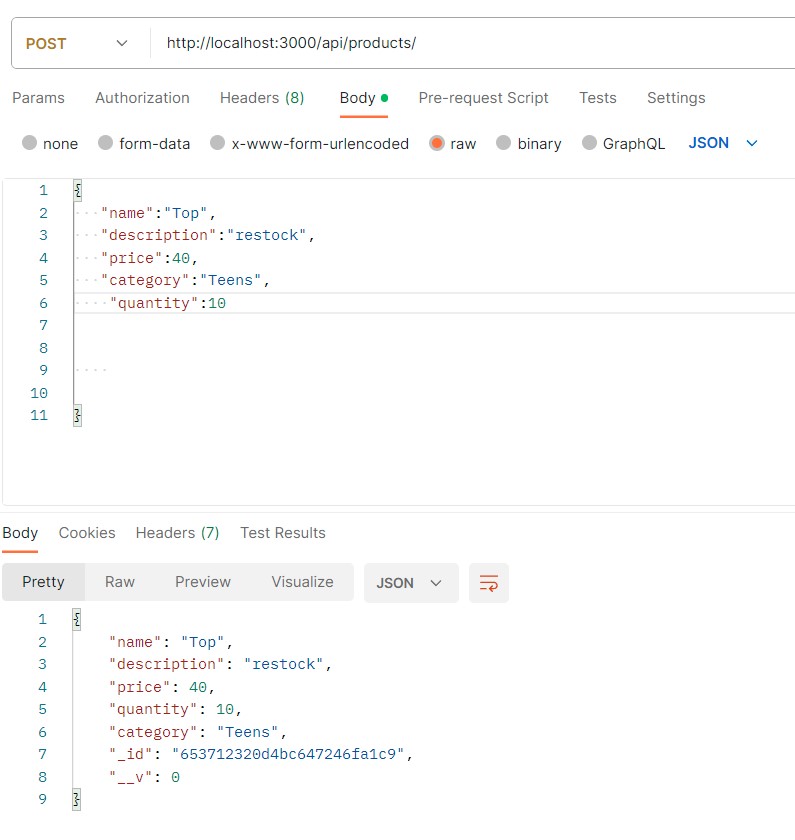 POST http://localhost:3000/api/products/
Params Authorization Headers (8) Body Pre-request Script Tests Settings
none form-data x-www-form-urlencoded raw binary GraphQL JSON
1 {
2 "name":"Top",
3 "description":"restock",
4 "price":40,
5 "category":"Teens",
6 "quantity":10
7
8
9
10
11 }
Body Cookies Headers (7) Test Results
Pretty Raw Preview Visualize JSON
1 {
2 "name": "Top",
3 "description": "restock",
4 "price": 40,
5 "quantity": 10,
6 "category": "Teens",
7 "_id": "653712320d4bc647246fa1c9",
8 "__v": 0
9 }